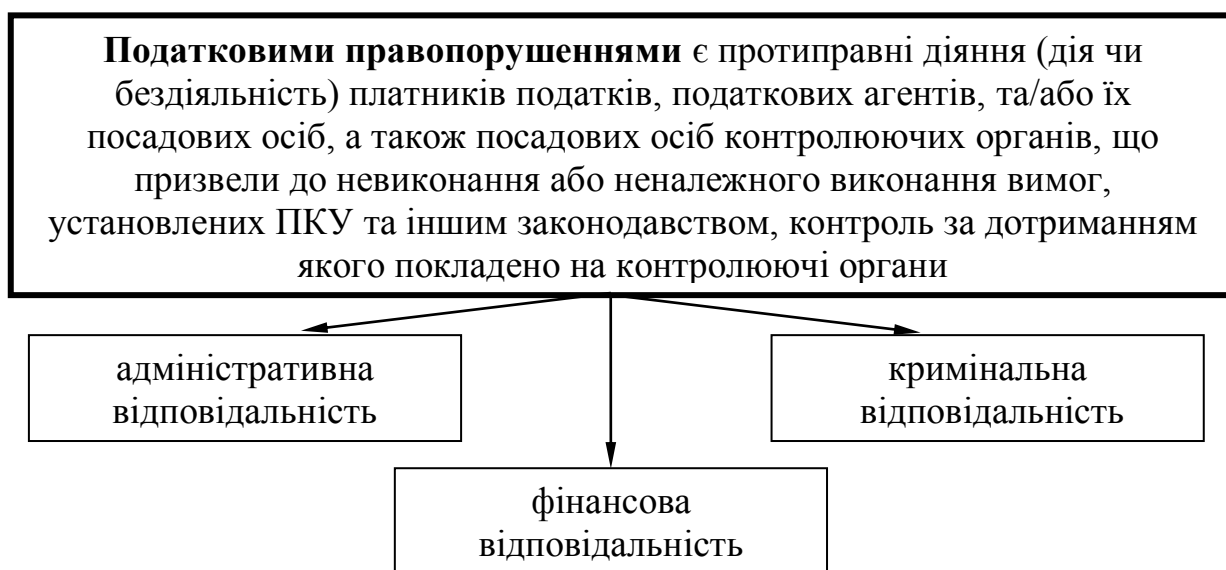 Податковими правопорушеннями є протиправні діяння (дія чи
бездіяльність) платників податків, податкових агентів, та/або їх
посадових осіб, а також посадових осіб контролюючих органів, що
призвели до невиконання або неналежного виконання вимог,
установлених ПКУ та іншим законодавством, контроль за дотриманням
якого покладено на контролюючі органи
адміністративна
відповідальність
кримінальна
відповідальність
фінансова
відповідальність